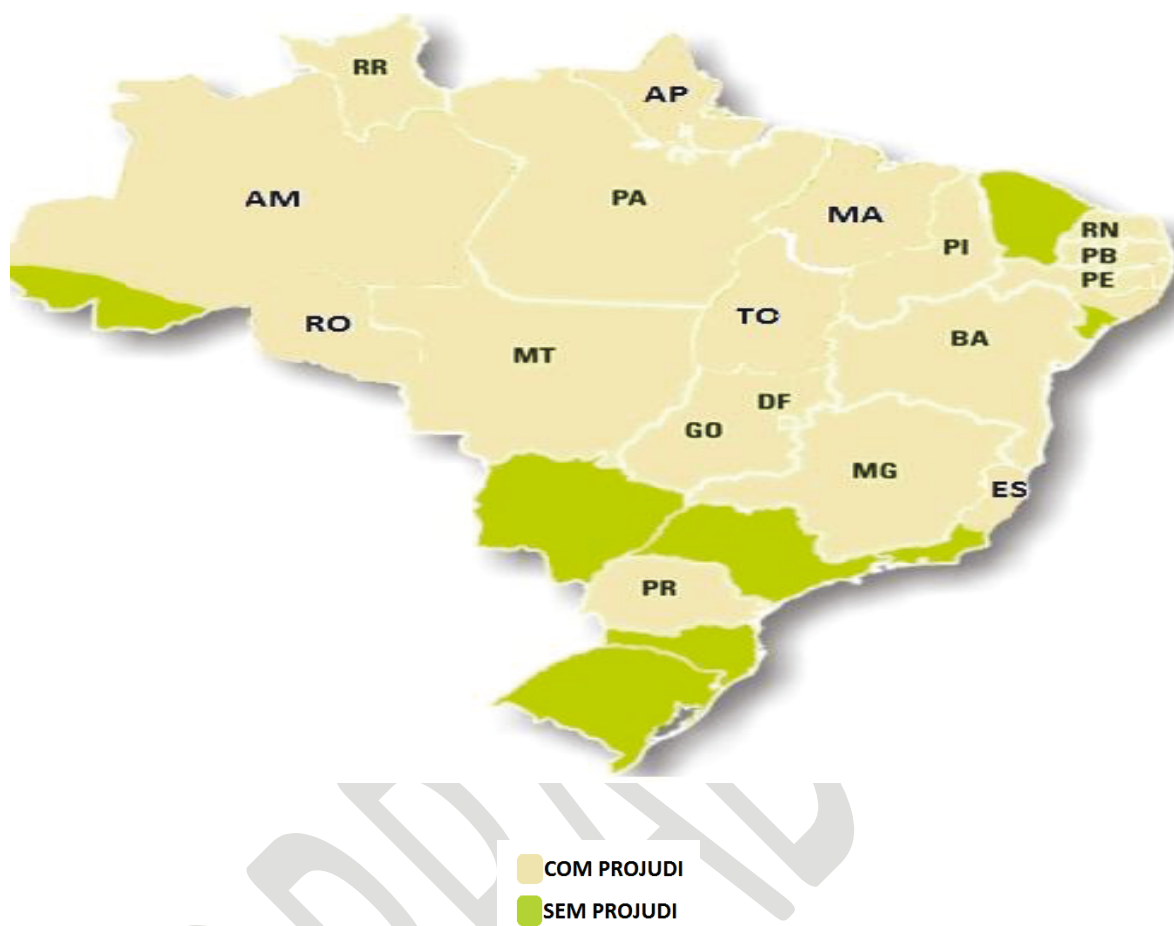 RR
AP
AM
PA
MA
RN
PI
PB
PE
RO
TO
BA
MT
DF
GO
MG
ES
PR
COM PROJUDI
SEM PROJUDI